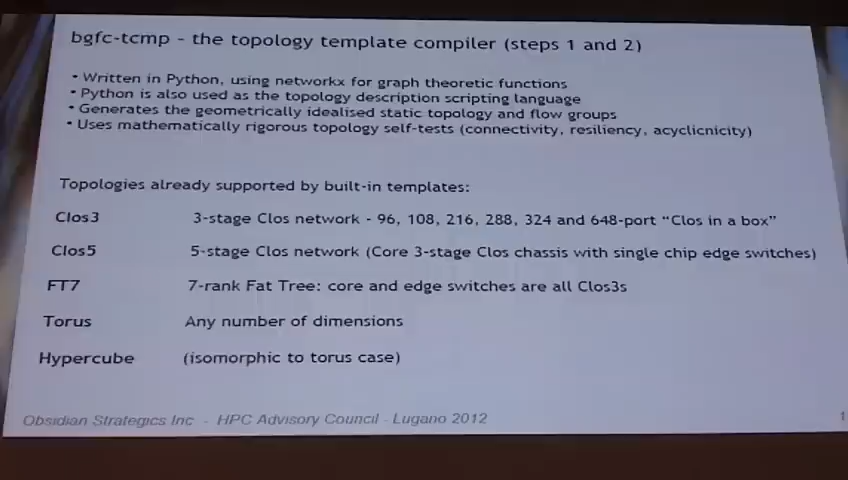 bgfc-tcmp - the topology template compiler (steps 1 and 2)
• Written in Python, using networkx for graph theoretic functions
• Python is also used as the topology description scripting language
• Generates the geometrically idealised static topology and flow groups
• Uses mathematically rigorous topology self-tests (connectivity, resiliency, acyclicnicity)
Topologies already supported by built-in templates:
Clos3 3-stage Clos network - 96, 108, 216, 288, 324 and 648-port “Clos in a box”
Clos5 5-stage Clos network (Core 3-stage Clos chassis with single chip edge switches)
FT7 7-rank Fat Tree: core and edge switches are all Clos3s
Torus Any number of dimensions
Hypercube (isomorphic to torus case)
Obsidian Strategics Inc - HPC Advisory Council - Lugano 2012